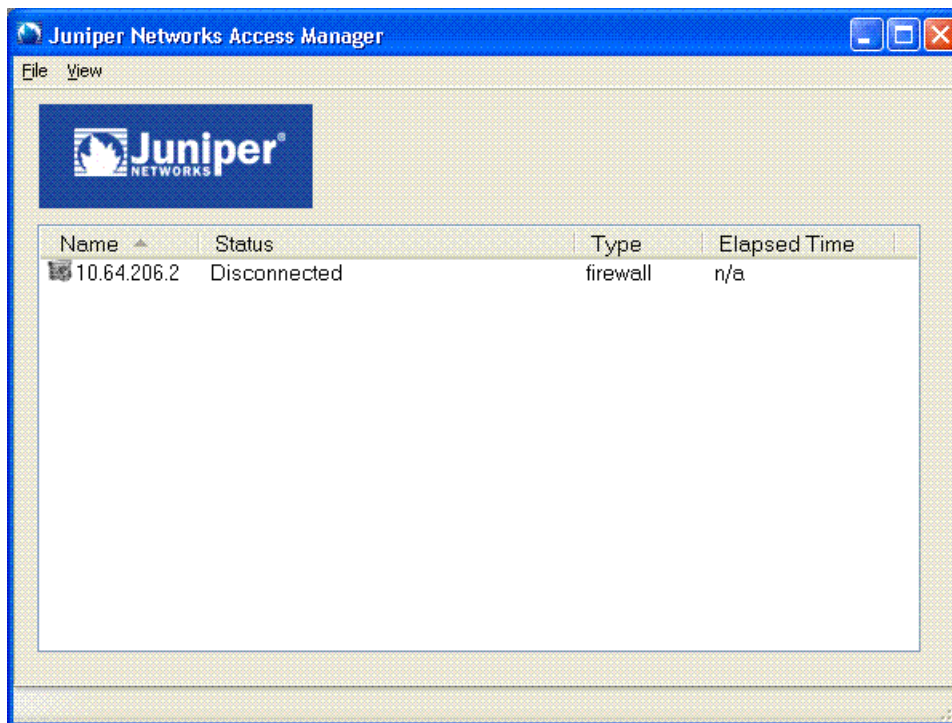 Juniper Networks Access Manager
File View
Juniper®
NETWORKS
Name Status Type Elapsed Time
10.64.206.2 Disconnected firewall n/a